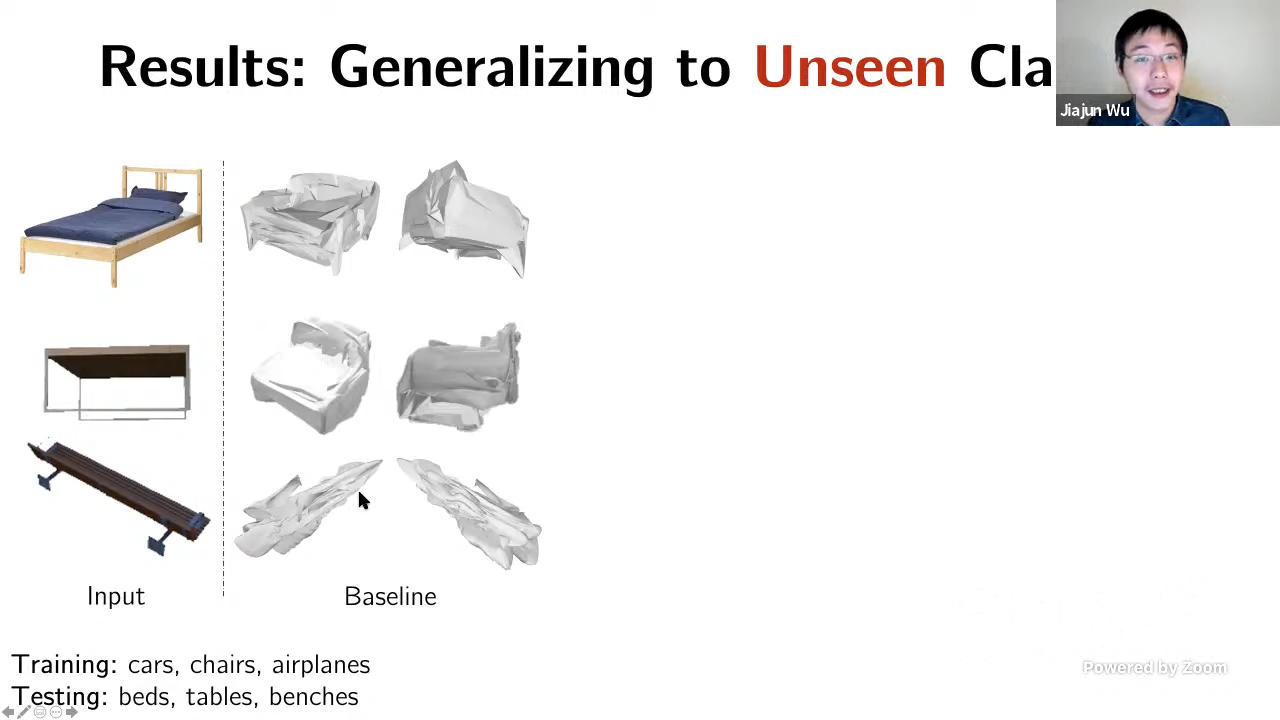 Results: Generalizing to Unseen Cla
Jiajun Wu
Input
Baseline
Training: cars, chairs, airplanes
Testing: beds, tables, benches
Powered by Zoom